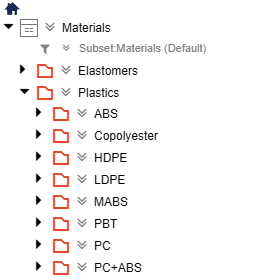 Materials
Subset:Materials (Default)
Elastomers
Plastics
ABS
Copolyester
HDPE
LDPE
MABS
PBT
PC
PC+ABS